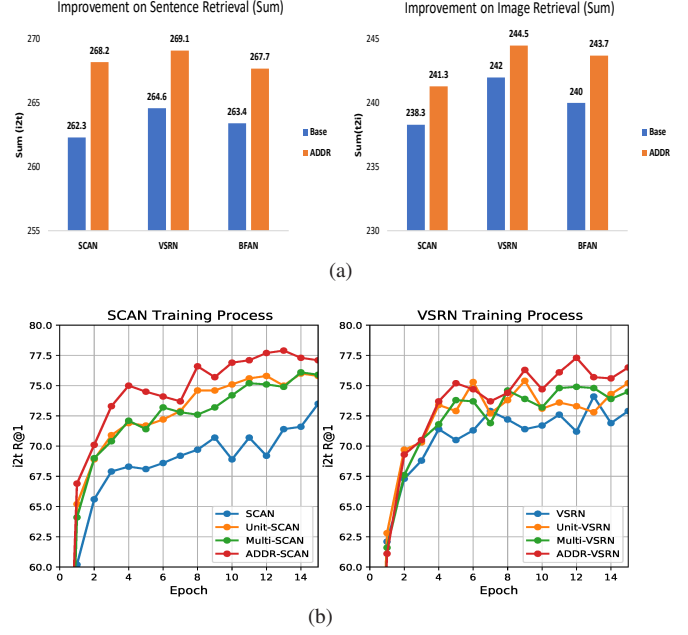 Improvement on Sentence Retrieval (Sum)
270
265
260
255
Sum (i2t)
262.3
268.2
264.6
269.1
263.4
267.7
SCAN
VSRN
BFAN
Base
ADDR
Improvement on Image Retrieval (Sum)
245
240
235
230
Sum(t2i)
238.3
241.3
242
244.5
240
243.7
SCAN
VSRN
BFAN
Base
ADDR
(a)
SCAN Training Process
80.0
77.5
75.0
72.5
70.0
67.5
65.0
62.5
60.0
i2t R@1
0 2 4 6 8 10 12 14
Epoch
SCAN
Unit-SCAN
Multi-SCAN
ADDR-SCAN
VSRN Training Process
80.0
77.5
75.0
72.5
70.0
67.5
65.0
62.5
60.0
i2t R@1
0 2 4 6 8 10 12 14
Epoch
VSRN
Unit-VSRN
Multi-VSRN
ADDR-VSRN
(b)